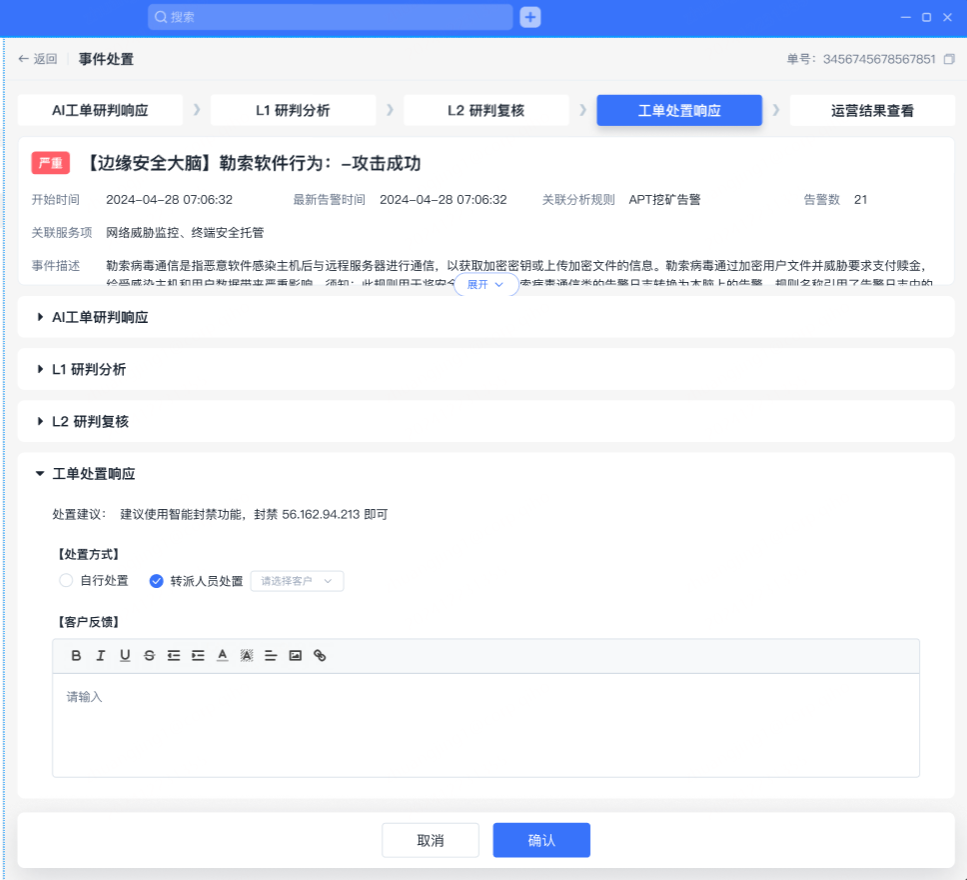 搜索
返回 事件处置 单号: 3456745678567851
AI工单研判响应 L1 研判分析 L2 研判复核 工单处置响应 运营结果查看
严重 【边缘安全大脑】勒索软件行为: -攻击成功
开始时间 2024-04-28 07:06:32 最新告警时间 2024-04-28 07:06:32 关联分析规则 APT挖矿告警 告警数 21
关联服务项 网络威胁监控、终端安全托管
事件描述 勒索病毒通信是指恶意软件感染主机后与远程服务器进行通信，以获取加密密钥或上传加密文件的信息。勒索病毒通过加密用户文件并威胁要求支付赎金，
给受感染主机和用户数据带来严重影响。须知: 此规则用于将安全 展开 索病毒通信类的告警日志转换为本脑上的告警，规则名称引用了告警日志中的
AI工单研判响应
L1 研判分析
L2 研判复核
工单处置响应
处置建议: 建议使用智能封禁功能，封禁 56.162.94.213 即可
【处置方式】
自行处置 转派人员处置 请选择客户
【客户反馈】
B I U S A A
请输入
取消 确认